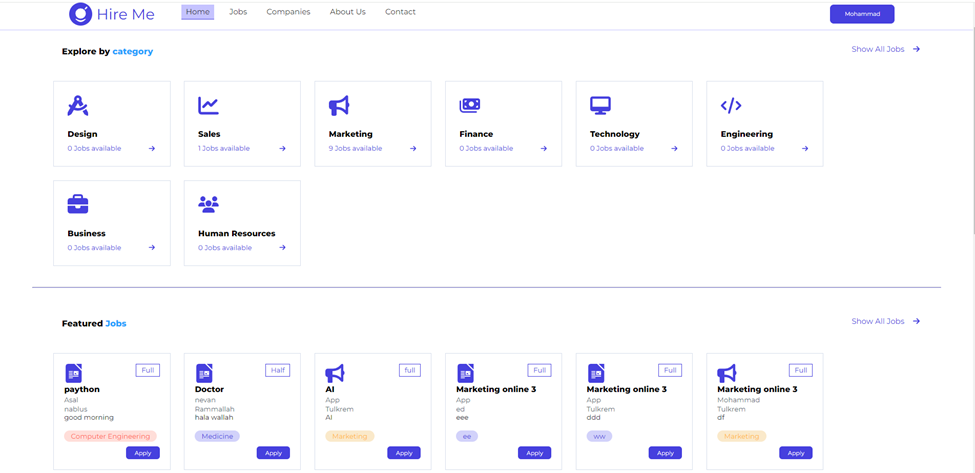 Hire Me
Home Jobs Companies About Us Contact Mohammad
Explore by category Show All Jobs
Design Sales Marketing Finance Technology Engineering
0 Jobs available 1 Jobs available 9 Jobs available 0 Jobs available 0 Jobs available 0 Jobs available
Business Human Resources
0 Jobs available 0 Jobs available
Featured Jobs Show All Jobs
Full Half full Full Full Full
paython Doctor AI Marketing online 3 Marketing online 3 Marketing online 3
Asal nevan App App App Mohammad
nablus Rammallah Tulkrem ed Tulkrem Tulkrem
good morning hala wallah AI eee ddd df
Computer Engineering Medicine Marketing ee ww Marketing
Apply Apply Apply Apply Apply Apply